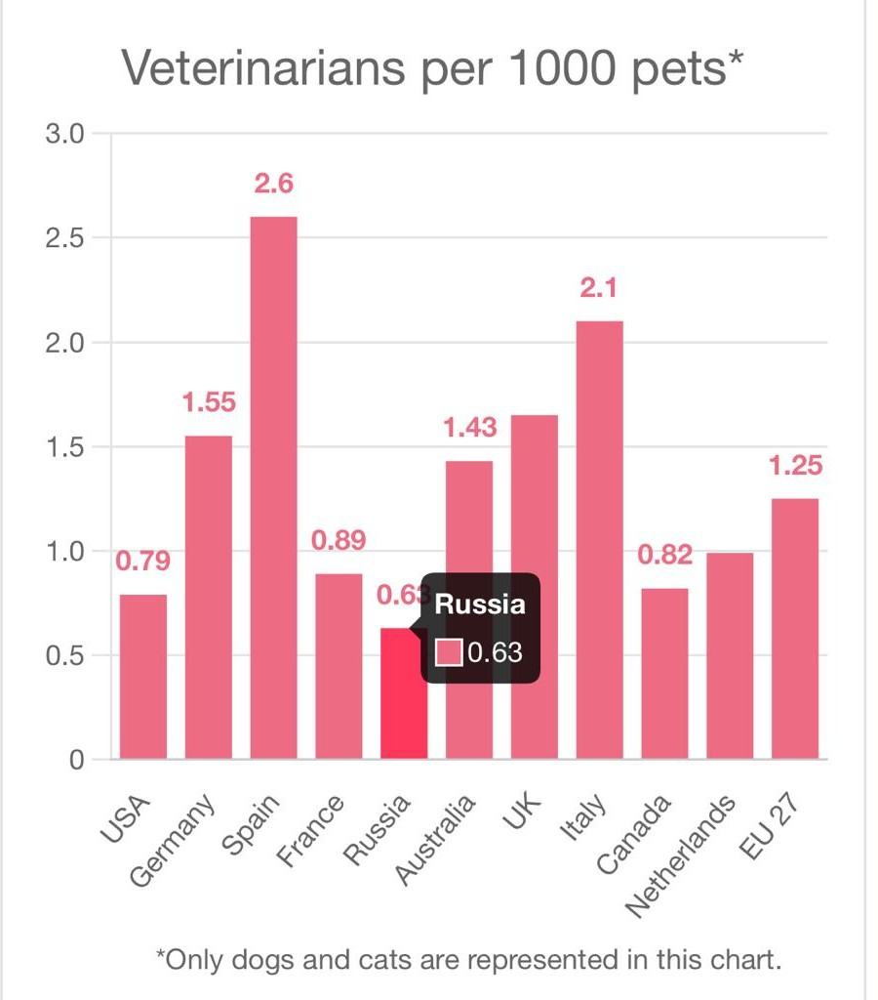 Veterinarians per 1000 pets*
3.0
2.5
2.0
1.5
1.0
0.5
0
0.79
1.55
2.6
0.89
0.63
1.43
2.1
0.82
1.25
Russia
0.63
USA
Germany
Spain
France
Russia
Australia
UK
Italy
Canada
Netherlands
EU 27
*Only dogs and cats are represented in this chart.